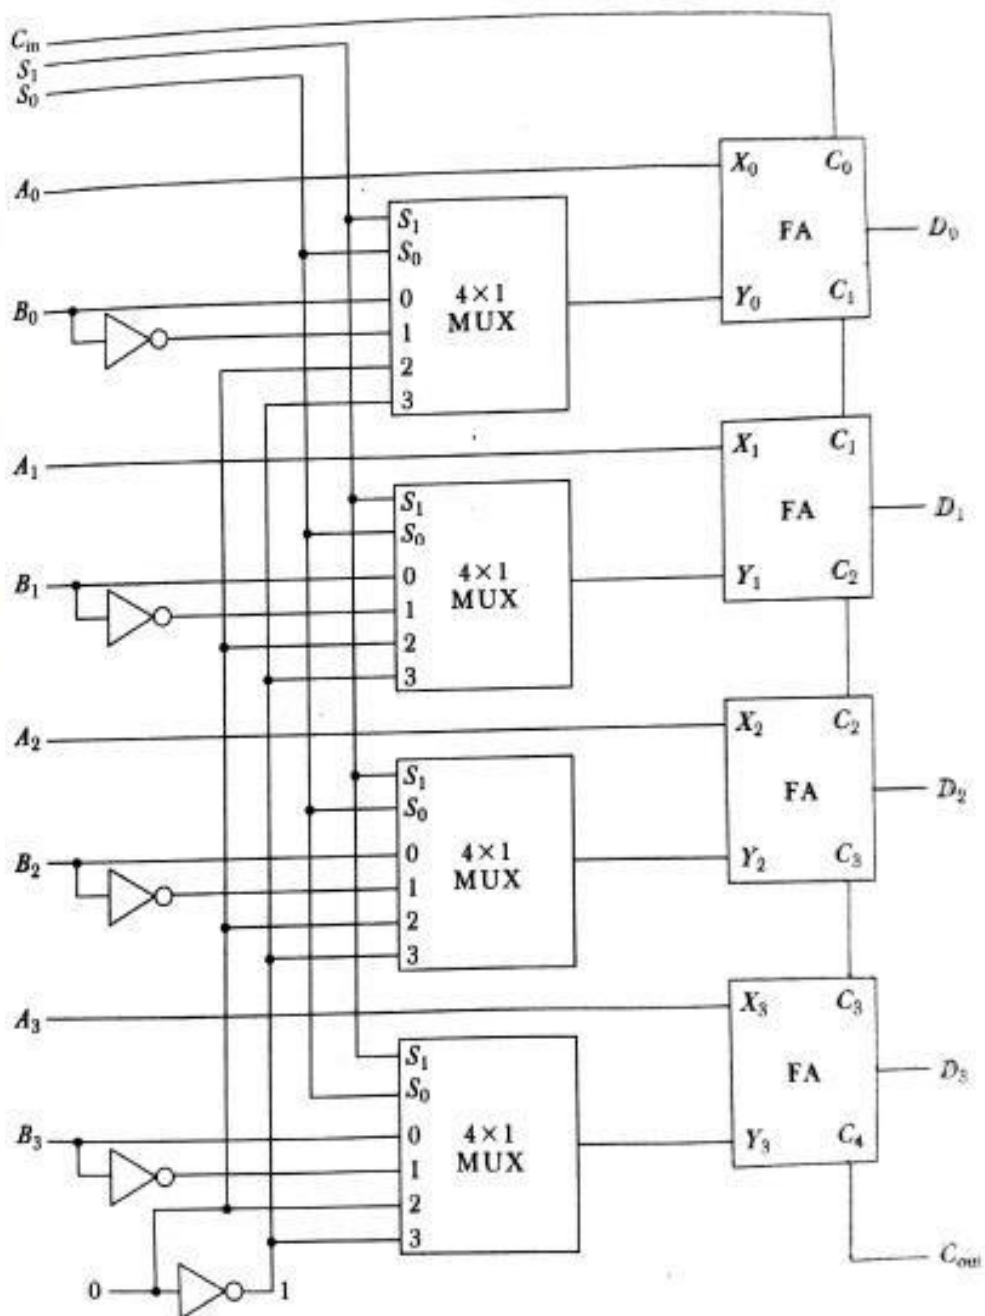 C_in
S_1
S_0
A_0
X_0 C_0
FA
D_0
Y_0 C_1
S_1
S_0
B_0
0
1
2
3
4×1
MUX
A_1
X_1 C_1
FA
D_1
Y_1 C_2
S_1
S_0
B_1
0
1
2
3
4×1
MUX
A_2
X_2 C_2
FA
D_2
Y_2 C_3
S_1
S_0
B_2
0
1
2
3
4×1
MUX
A_3
X_3 C_3
FA
D_3
Y_3 C_4
S_1
S_0
B_3
0
1
2
3
4×1
MUX
C_out
0
1